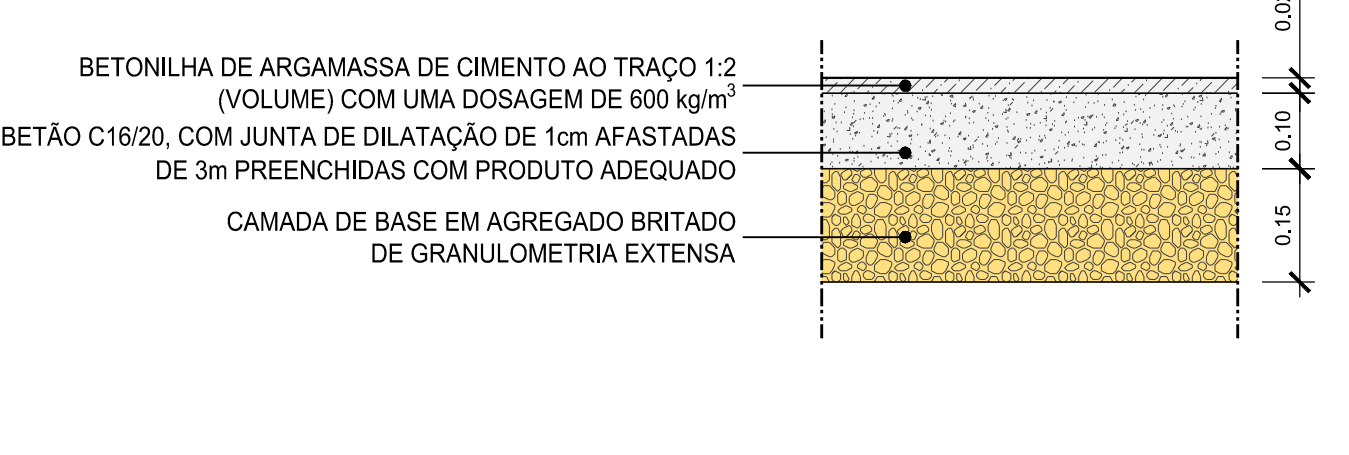 BETONILHA DE ARGAMASSA DE CIMENTO AO TRAÇO 1:2
(VOLUME) COM UMA DOSAGEM DE 600 kg/m³
BETÃO C16/20, COM JUNTA DE DILATAÇÃO DE 1cm AFASTADAS
DE 3m PREENCHIDAS COM PRODUTO ADEQUADO
CAMADA DE BASE EM AGREGADO BRITADO
DE GRANULOMETRIA EXTENSA
0.10
0.15